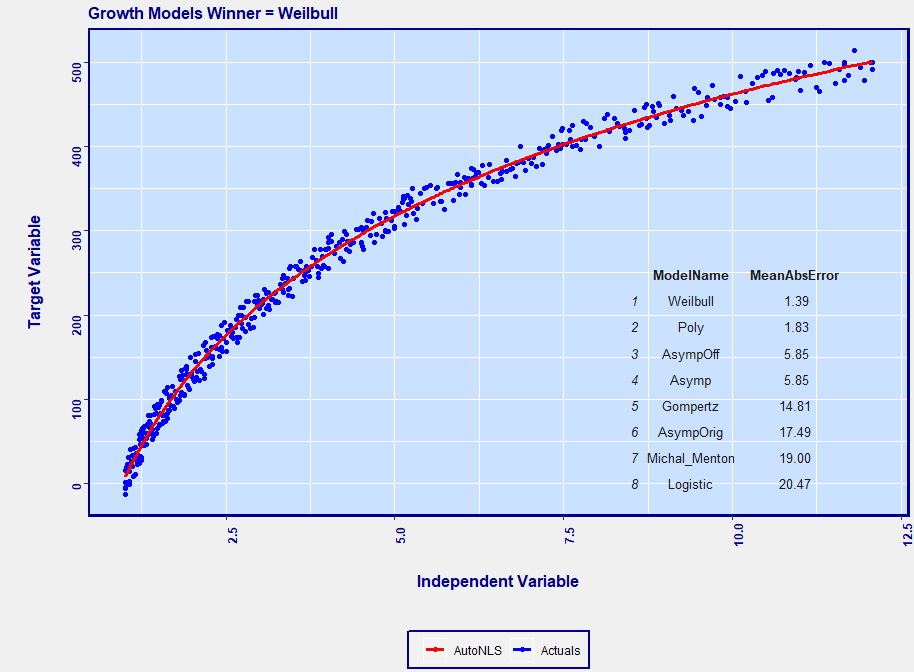 Growth Models Winner = Weilbull
Target Variable
500
400
300
200
100
0
ModelName MeanAbsError
1 Weilbull 1.39
2 Poly 1.83
3 AsympOff 5.85
4 Asymp 5.85
5 Gompertz 14.81
6 AsympOrig 17.49
7 Michal_Menton 19.00
8 Logistic 20.47
2.5 5.0 7.5 10.0 12.5
Independent Variable
AutoNLS Actuals